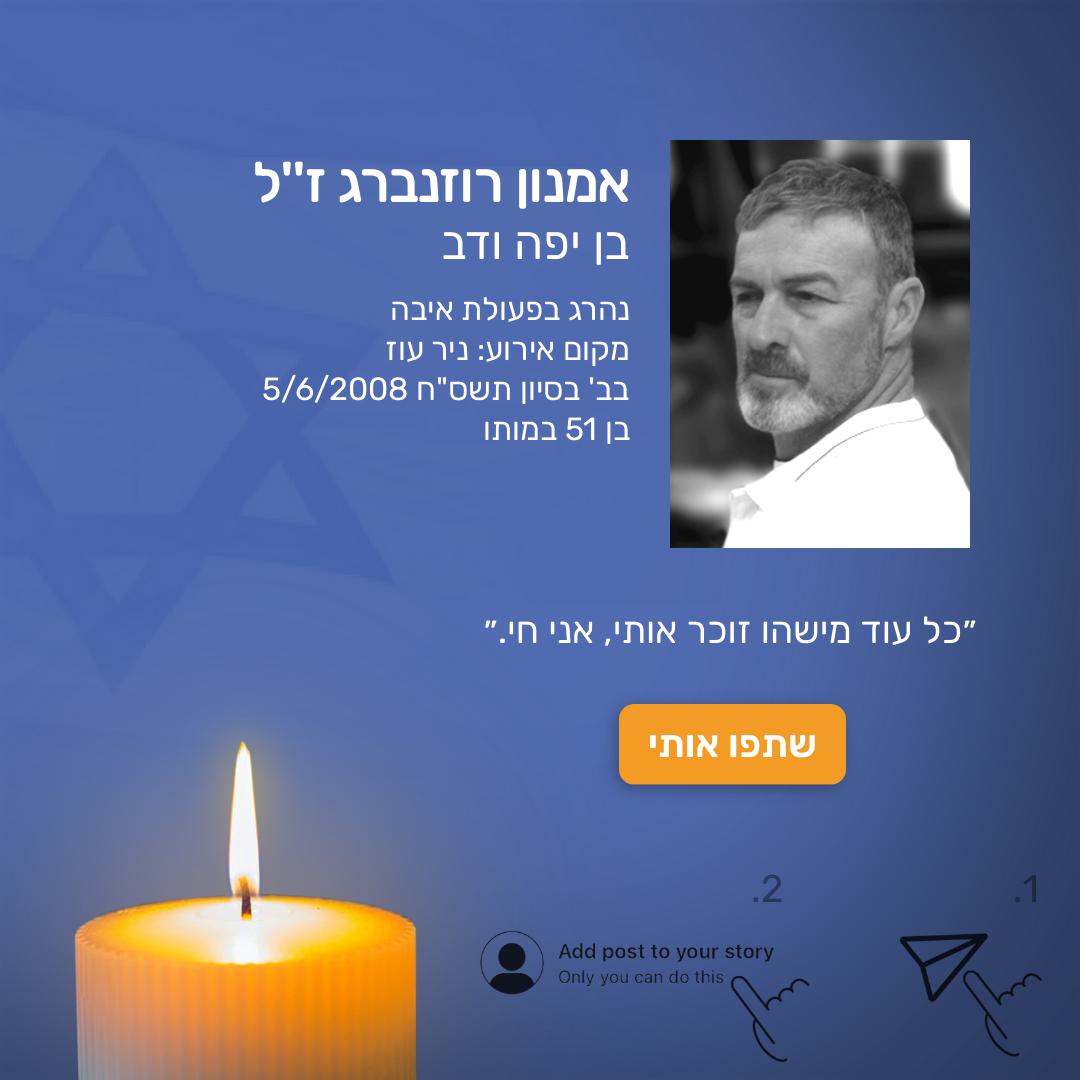 אמנון רוזנברג ז"ל
בן יפה ודב
נהרג בפעולת איבה
מקום אירוע: ניר עוז
בב' בסיון תשס"ח 5/6/2008
בן 51 במותו
״כל עוד מישהו זוכר אותי, אני חי.״
שתפו אותי
1.
2.
Add post to your story
Only you can do this